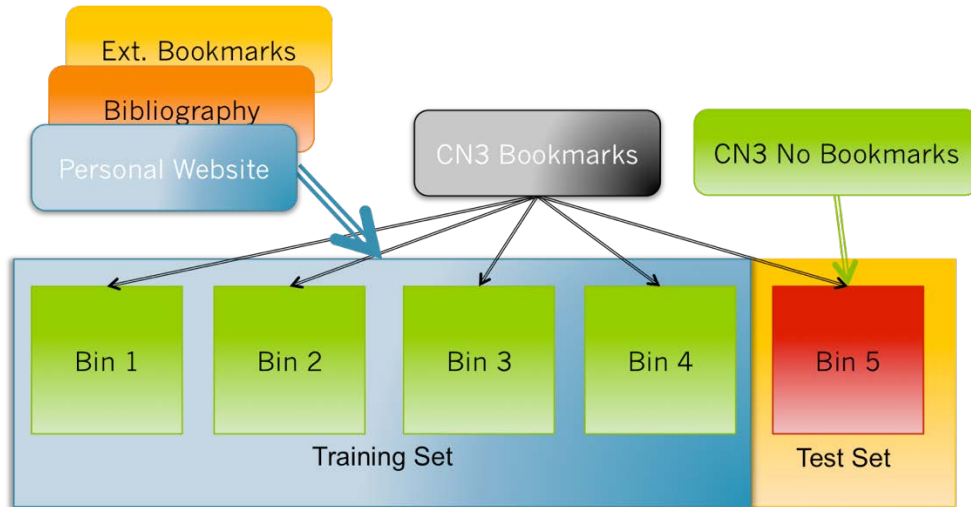 Ext. Bookmarks
Bibliography
Personal Website
CN3 Bookmarks
CN3 No Bookmarks
Bin 1
Bin 2
Bin 3
Bin 4
Bin 5
Training Set
Test Set